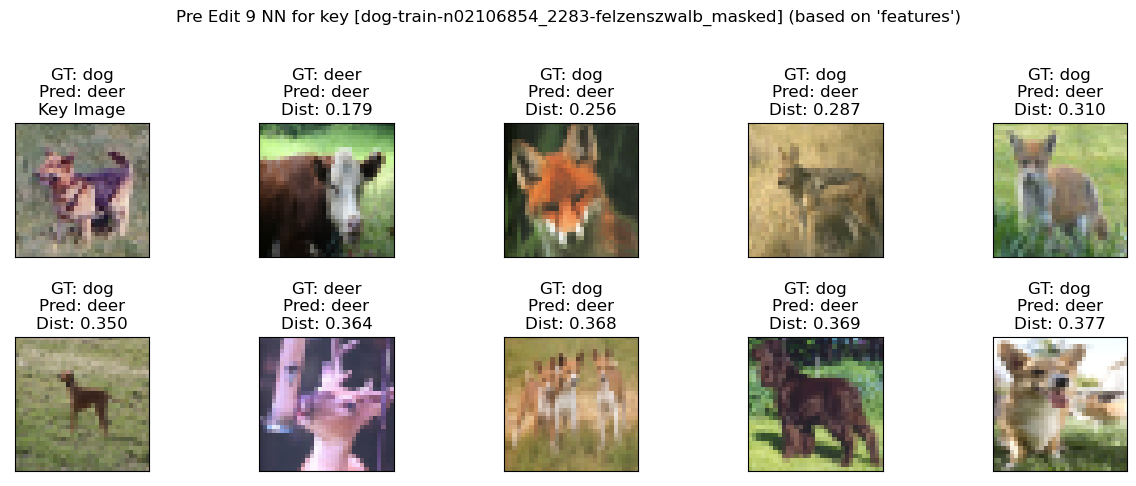 Pre Edit 9 NN for key [dog-train-n02106854_2283-felzenszwalb_masked] (based on 'features')
GT: dog
Pred: deer
Key Image
GT: deer
Pred: deer
Dist: 0.179
GT: dog
Pred: deer
Dist: 0.256
GT: dog
Pred: deer
Dist: 0.287
GT: dog
Pred: deer
Dist: 0.310
GT: dog
Pred: deer
Dist: 0.350
GT: deer
Pred: deer
Dist: 0.364
GT: dog
Pred: deer
Dist: 0.368
GT: dog
Pred: deer
Dist: 0.369
GT: dog
Pred: deer
Dist: 0.377